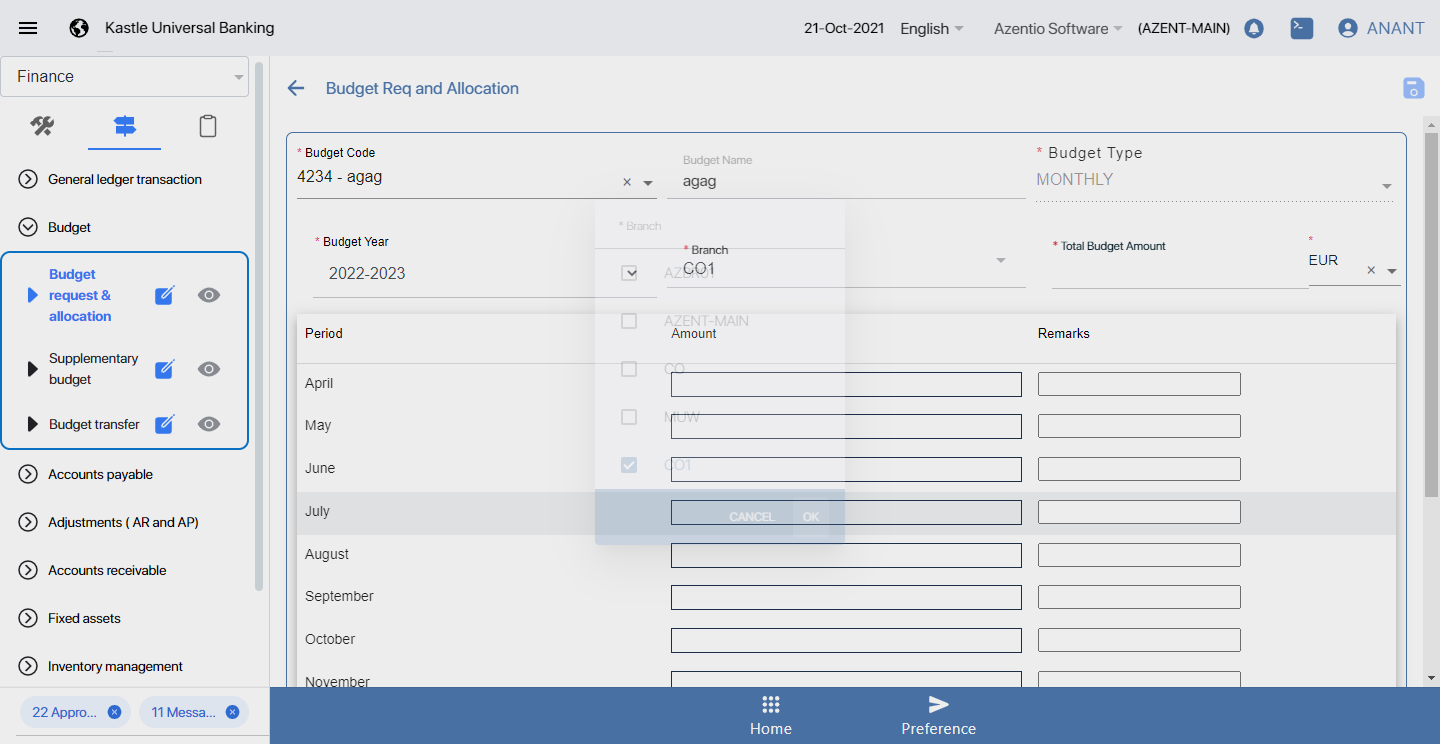 Kastle Universal Banking
21-Oct-2021
English
Azentio Software
(AZENT-MAIN)
ANANT
Finance
General ledger transaction
Budget
Budget
request &
allocation
Supplementary
budget
Budget transfer
Accounts payable
Adjustments ( AR and AP)
Accounts receivable
Fixed assets
Inventory management
22 Appro...
11 Messa...
Budget Req and Allocation
* Budget Code
4234 - agag
Budget Name
agag
* Budget Type
MONTHLY
* Budget Year
2022-2023
* Branch
CO1
* Total Budget Amount
*
EUR
* Branch
AZENT-MAIN
CO
MUW
CO1
CANCEL
OK
Period
Amount
Remarks
April
May
June
July
August
September
October
November
Home
Preference